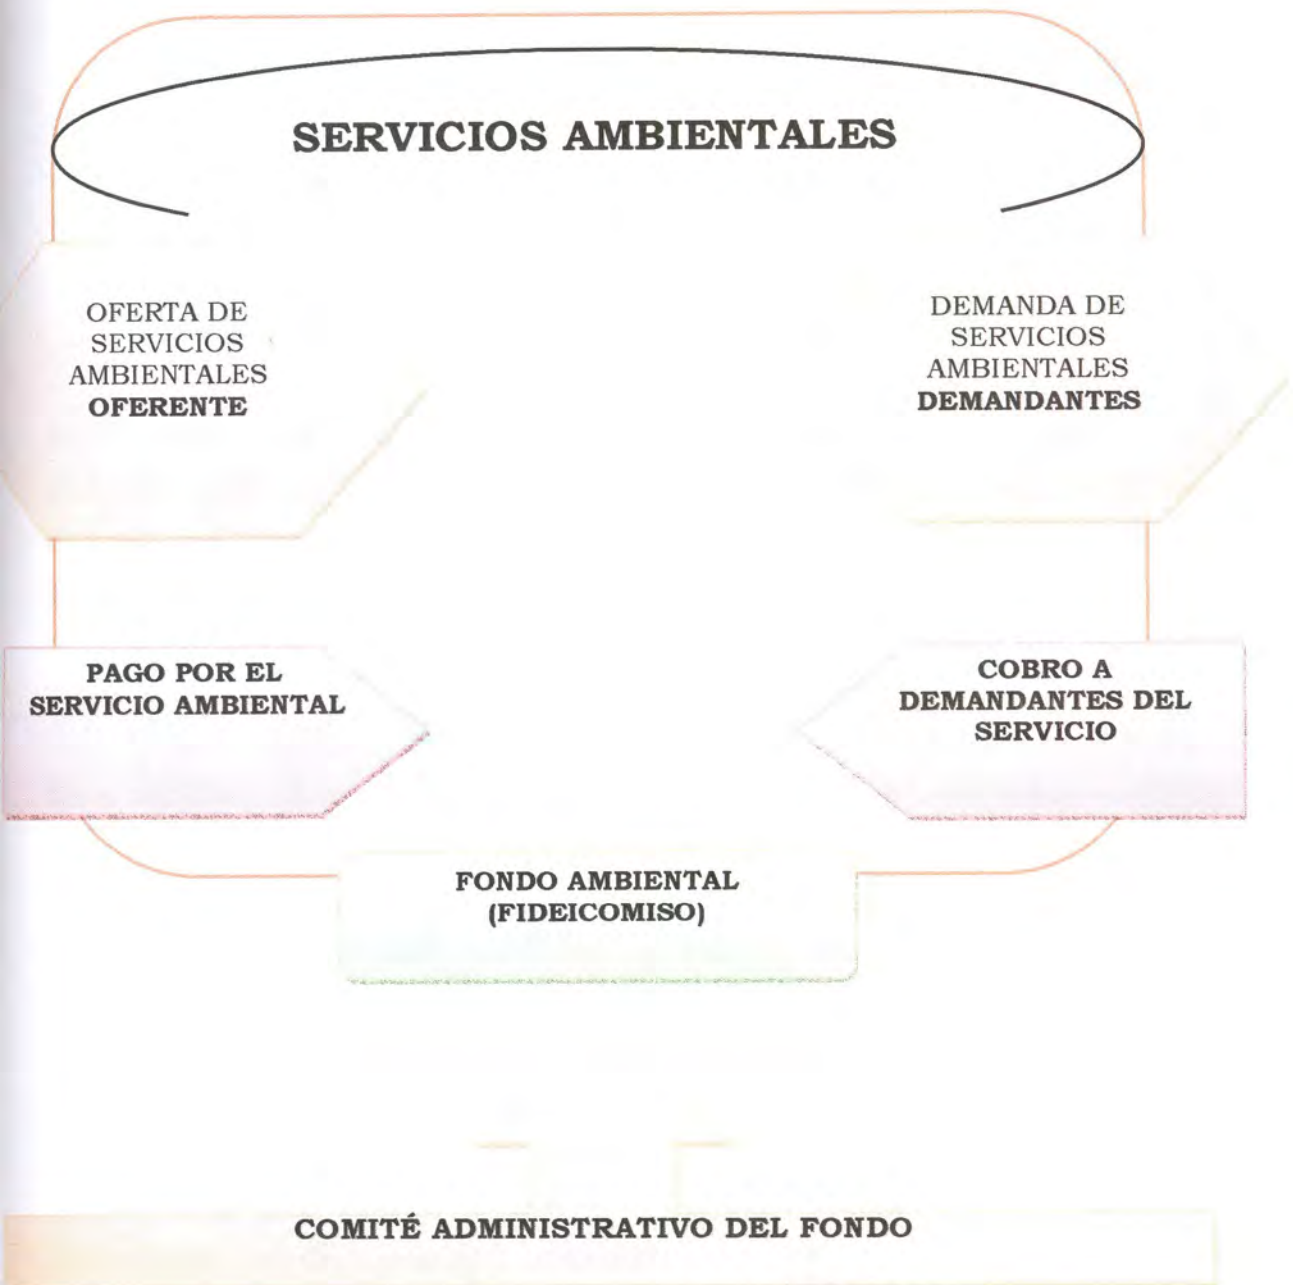 SERVICIOS AMBIENTALES
OFERTA DE
SERVICIOS
AMBIENTALES
OFERENTE
DEMANDA DE
SERVICIOS
AMBIENTALES
DEMANDANTES
PAGO POR EL
SERVICIO AMBIENTAL
COBRO A
DEMANDANTES DEL
SERVICIO
FONDO AMBIENTAL
(FIDEICOMISO)
COMITÉ ADMINISTRATIVO DEL FONDO